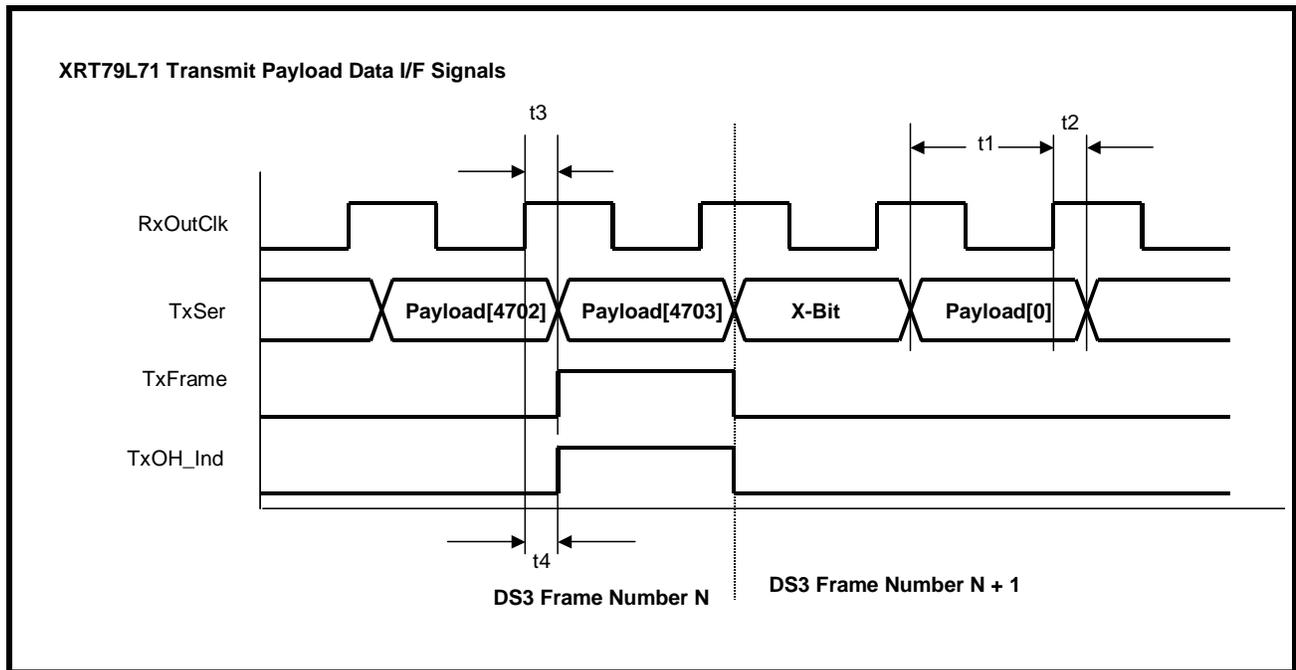 XRT79L71 Transmit Payload Data I/F Signals
t3
t2
t1
RxOutClk
TxSer
Payload[4702]
Payload[4703]
X-Bit
Payload[0]
TxFrame
TxOH_Ind
t4
DS3 Frame Number N
DS3 Frame Number N + 1